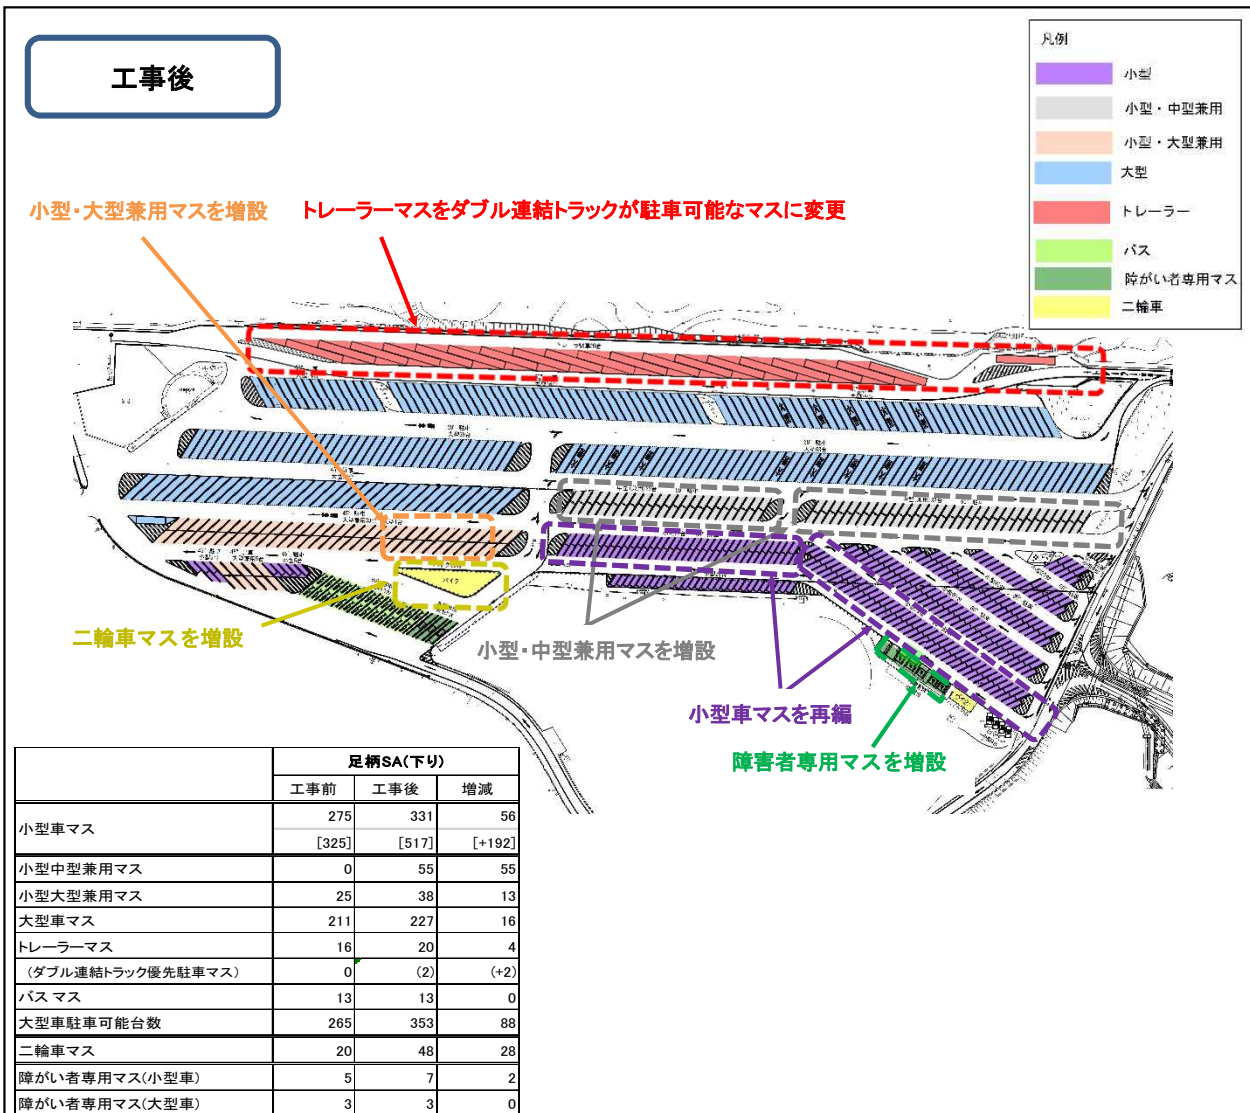 工事後
凡例
小型
小型・中型兼用
小型・大型兼用
大型
トレーラー
バス
障がい者専用マス
二輪車
小型・大型兼用マスを増設
トレーラーマスをダブル連結トラックが駐車可能なマスに変更
バイク
二輪車マスを増設
小型・中型兼用マスを増設
小型車マスを再編
障害者専用マスを増設
足柄SA(下り)
工事前 工事後 増減
小型車マス 275 331 56
[325] [517] [+192]
小型中型兼用マス 0 55 55
小型大型兼用マス 25 38 13
大型車マス 211 227 16
トレーラーマス 16 20 4
(ダブル連結トラック優先駐車マス) 0 (2) (+2)
バス マス 13 13 0
大型車駐車可能台数 265 353 88
二輪車マス 20 48 28
障がい者専用マス(小型車) 5 7 2
障がい者専用マス(大型車) 3 3 0